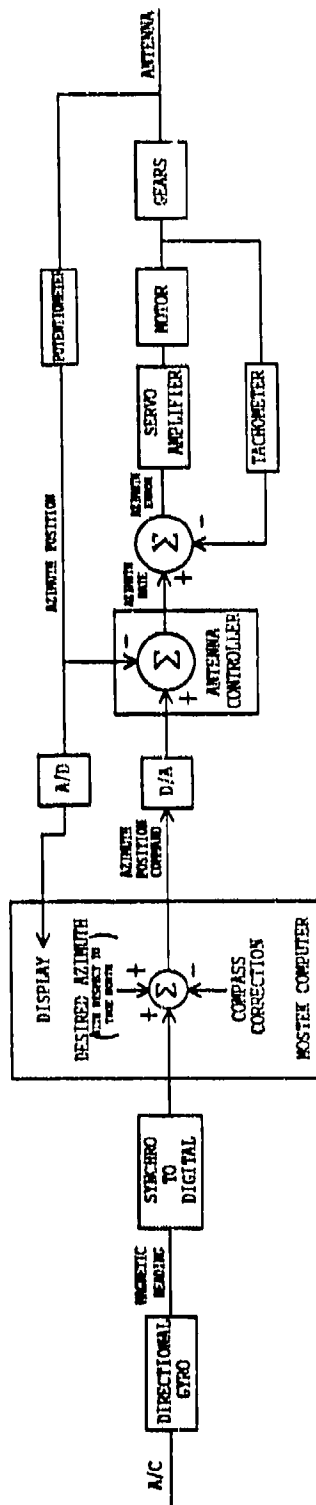 A/C
DIRECTIONAL
GYRO
MAGNETIC
HEADING
SYNCHRO
TO
DIGITAL
DISPLAY
DESIRED AZIMUTH
(WITH RESPECT TO
TRUE NORTH)
+
+
Σ
-
COMPASS
CORRECTION
MOSTEK COMPUTER
AZIMUTH
POSITION
COMMAND
A/D
D/A
AZIMUTH POSITION
-
+
Σ
ANTENNA
CONTROLLER
AZIMUTH
RATE
+
-
Σ
AZIMUTH
ERROR
SERVO
AMPLIFIER
MOTOR
TACHOMETER
POTENTIOMETER
GEARS
ANTENNA